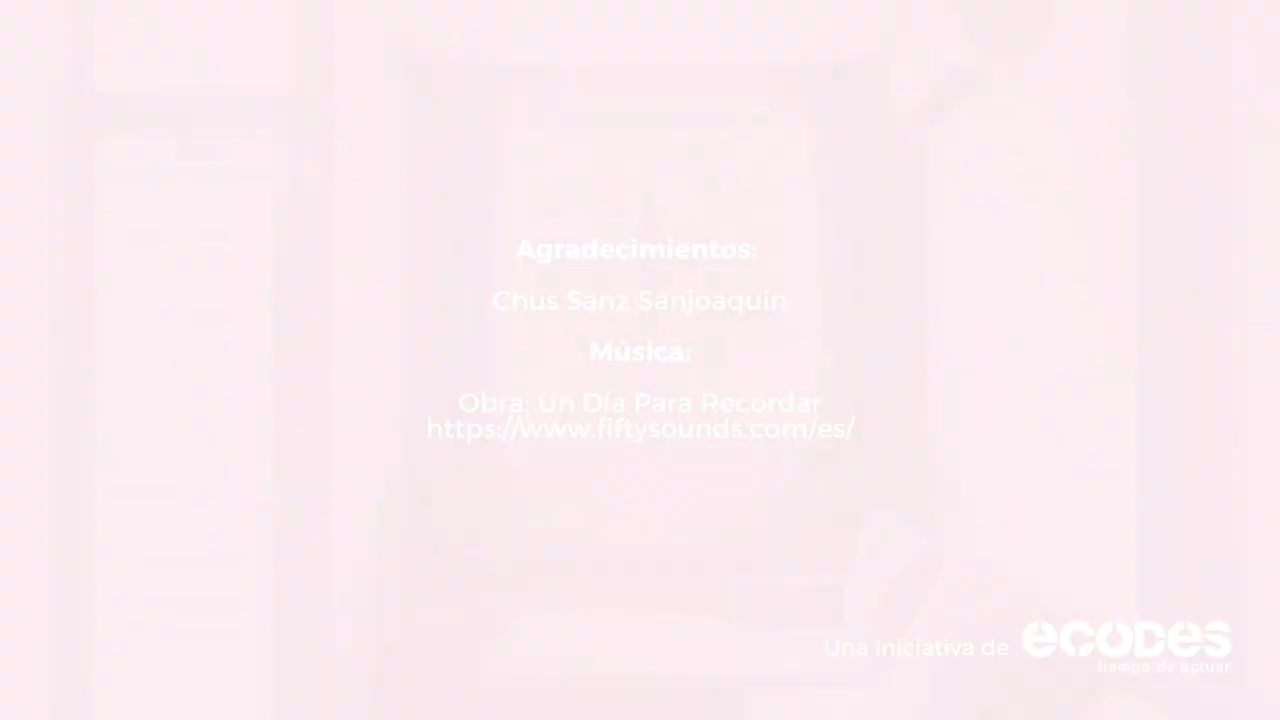 Agradecimientos:
Chus Sanz Sanjoaquin
Música:
Obra: Un Día Para Recordar
https://www.fiftysounds.com/es/
Una iniciativa de ecodes
tiempo de actuar